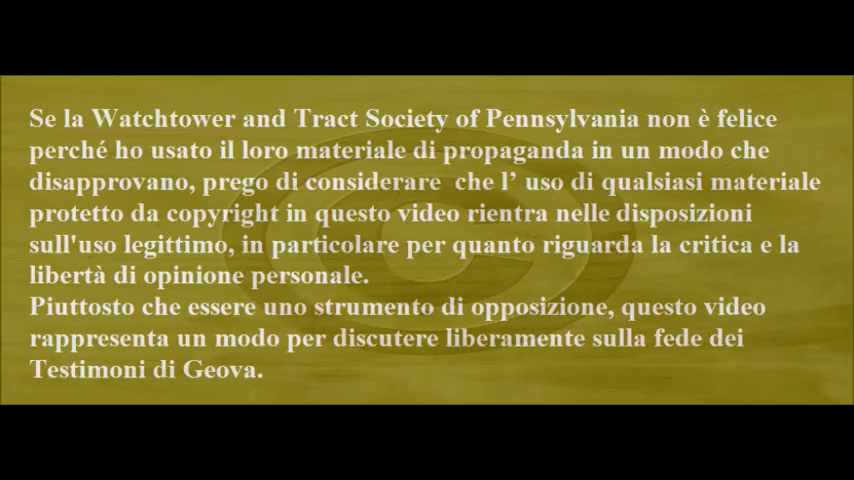 Se la Watchtower and Tract Society of Pennsylvania non è felice
perché ho usato il loro materiale di propaganda in un modo che
disapprovano, prego di considerare  che l’ uso di qualsiasi materiale
protetto da copyright in questo video rientra nelle disposizioni
sull'uso legittimo, in particolare per quanto riguarda la critica e la
libertà di opinione personale.
Piuttosto che essere uno strumento di opposizione, questo video
rappresenta un modo per discutere liberamente sulla fede dei
Testimoni di Geova.